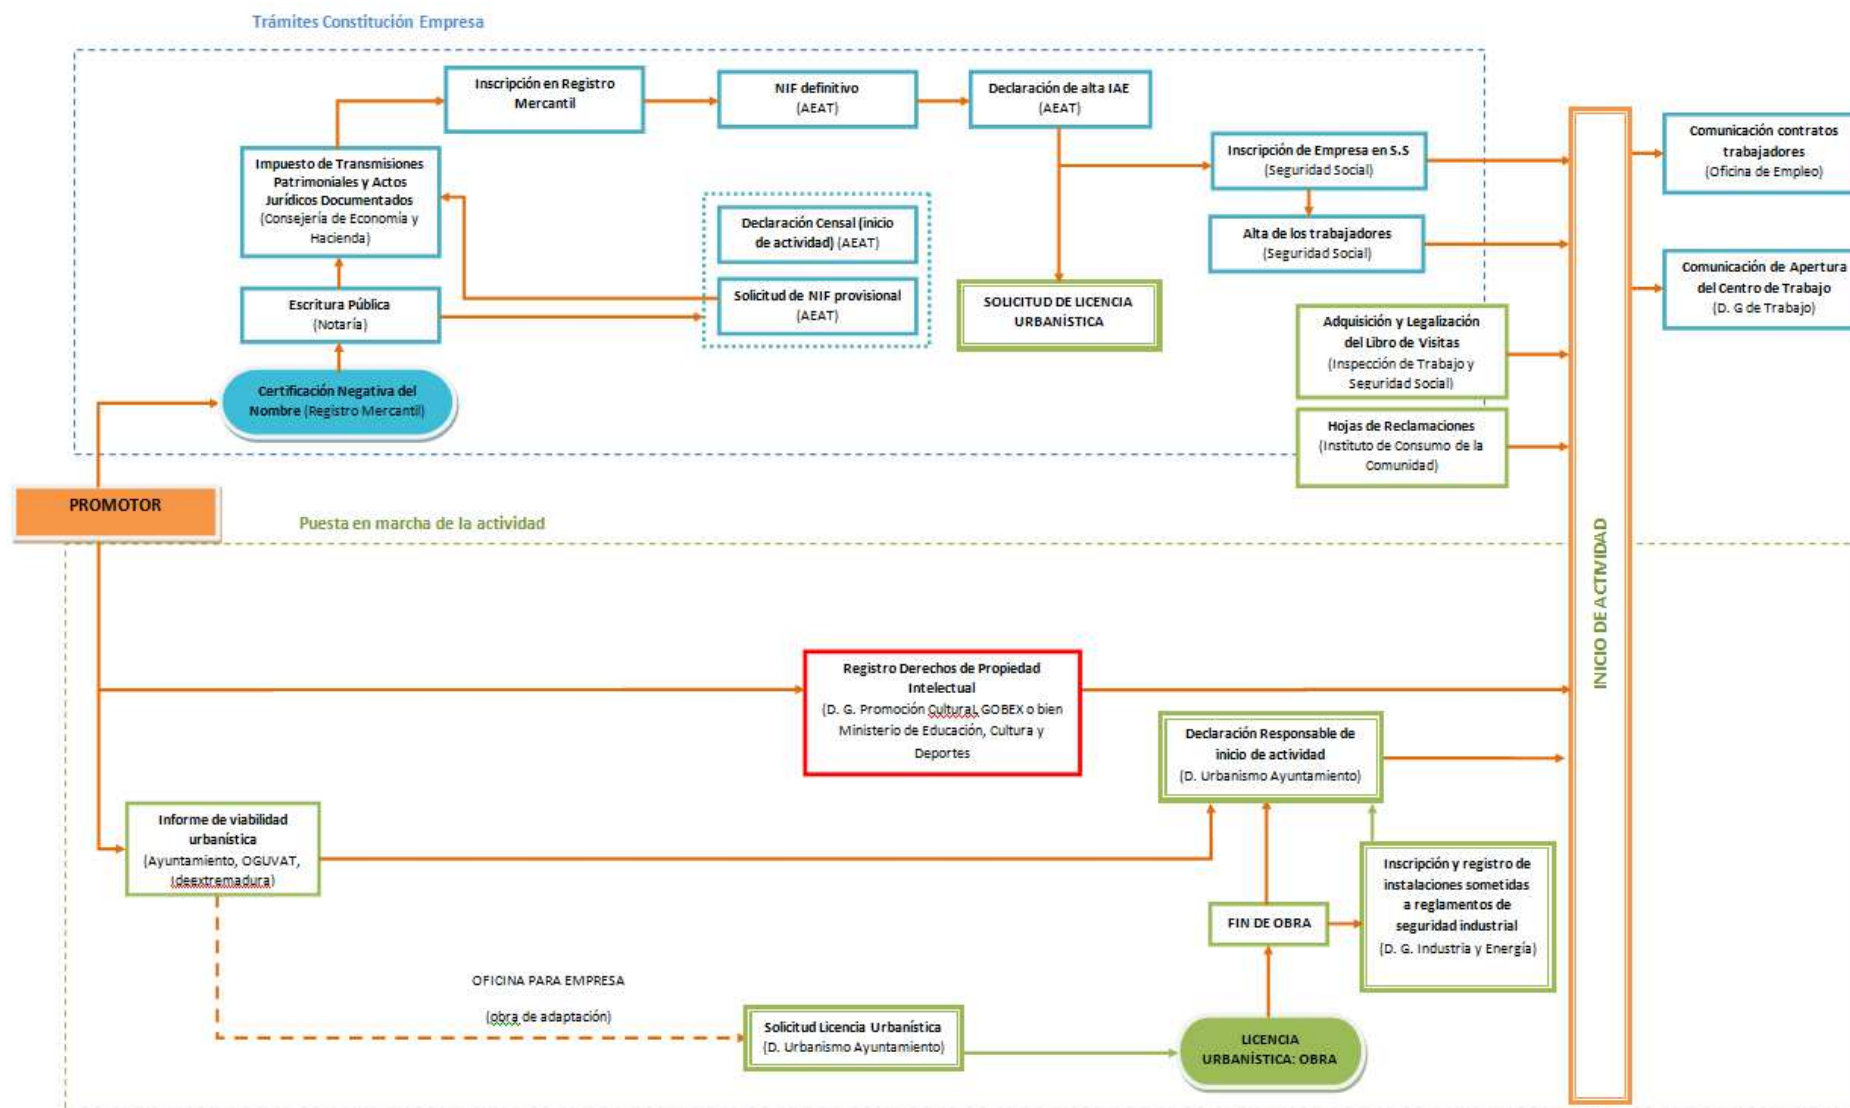 Trámites Constitución Empresa
Inscripción en Registro
Mercantil
NIF definitivo
(AEAT)
Declaración de alta IAE
(AEAT)
Impuesto de Transmisiones
Patrimoniales y Actos
Jurídicos Documentados
(Consejería de Economía y
Hacienda)
Declaración Censal (inicio
de actividad) (AEAT)
Solicitud de NIF provisional
(AEAT)
Escritura Pública
(Notaría)
Certificación Negativa del
Nombre (Registro Mercantil)
SOLICITUD DE LICENCIA
URBANÍSTICA
Inscripción de Empresa en S.S
(Seguridad Social)
Alta de los trabajadores
(Seguridad Social)
Adquisición y Legalización
del Libro de Visitas
(Inspección de Trabajo y
Seguridad Social)
Hojas de Reclamaciones
(Instituto de Consumo de la
Comunidad)
Comunicación contratos
trabajadores
(Oficina de Empleo)
Comunicación de Apertura
del Centro de Trabajo
(D. G de Trabajo)
INICIO DE ACTIVIDAD
PROMOTOR
Puesta en marcha de la actividad
Registro Derechos de Propiedad
Intelectual
(D. G. Promoción Cultural, GOBEX o bien
Ministerio de Educación, Cultura y
Deportes
Declaración Responsable de
inicio de actividad
(D. Urbanismo Ayuntamiento)
Informe de viabilidad
urbanística
(Ayuntamiento, OGUVAT,
Ideextremadura)
FIN DE OBRA
Inscripción y registro de
instalaciones sometidas
a reglamentos de
seguridad industrial
(D. G. Industria y Energía)
OFICINA PARA EMPRESA
(obra de adaptación)
Solicitud Licencia Urbanística
(D. Urbanismo Ayuntamiento)
LICENCIA
URBANÍSTICA: OBRA